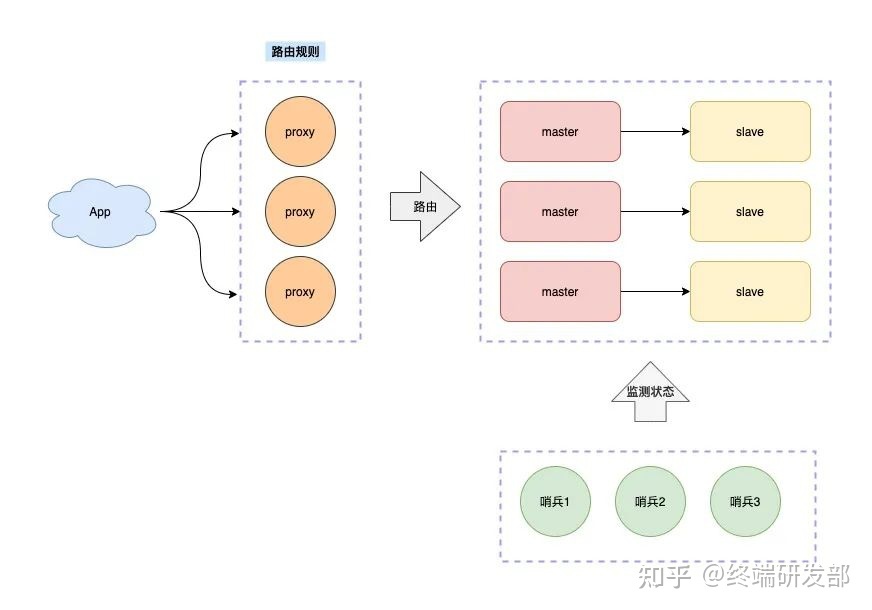 路由规则
proxy
master
slave
App
proxy
路由
master
slave
proxy
master
slave
监测状态
哨兵1
哨兵2
哨兵3
知乎 @终端研发部